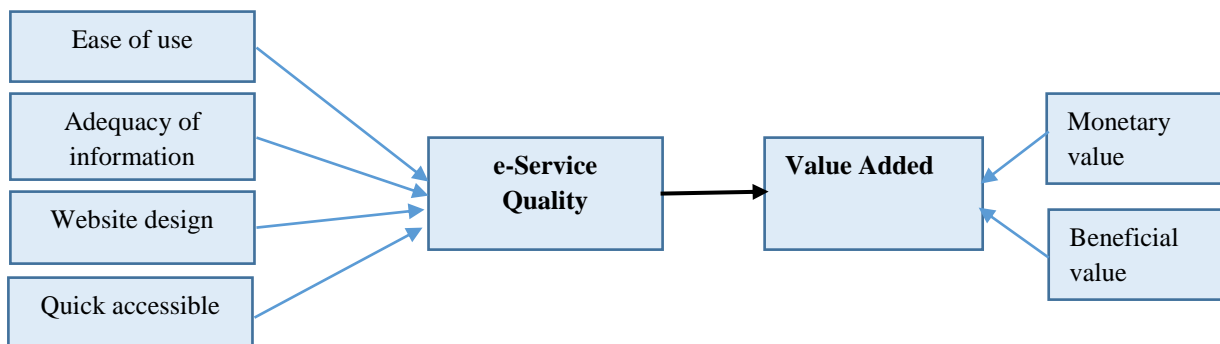 Ease of use
Adequacy of
information
Website design
Quick accessible
e-Service
Quality
Value Added
Monetary
value
Beneficial
value